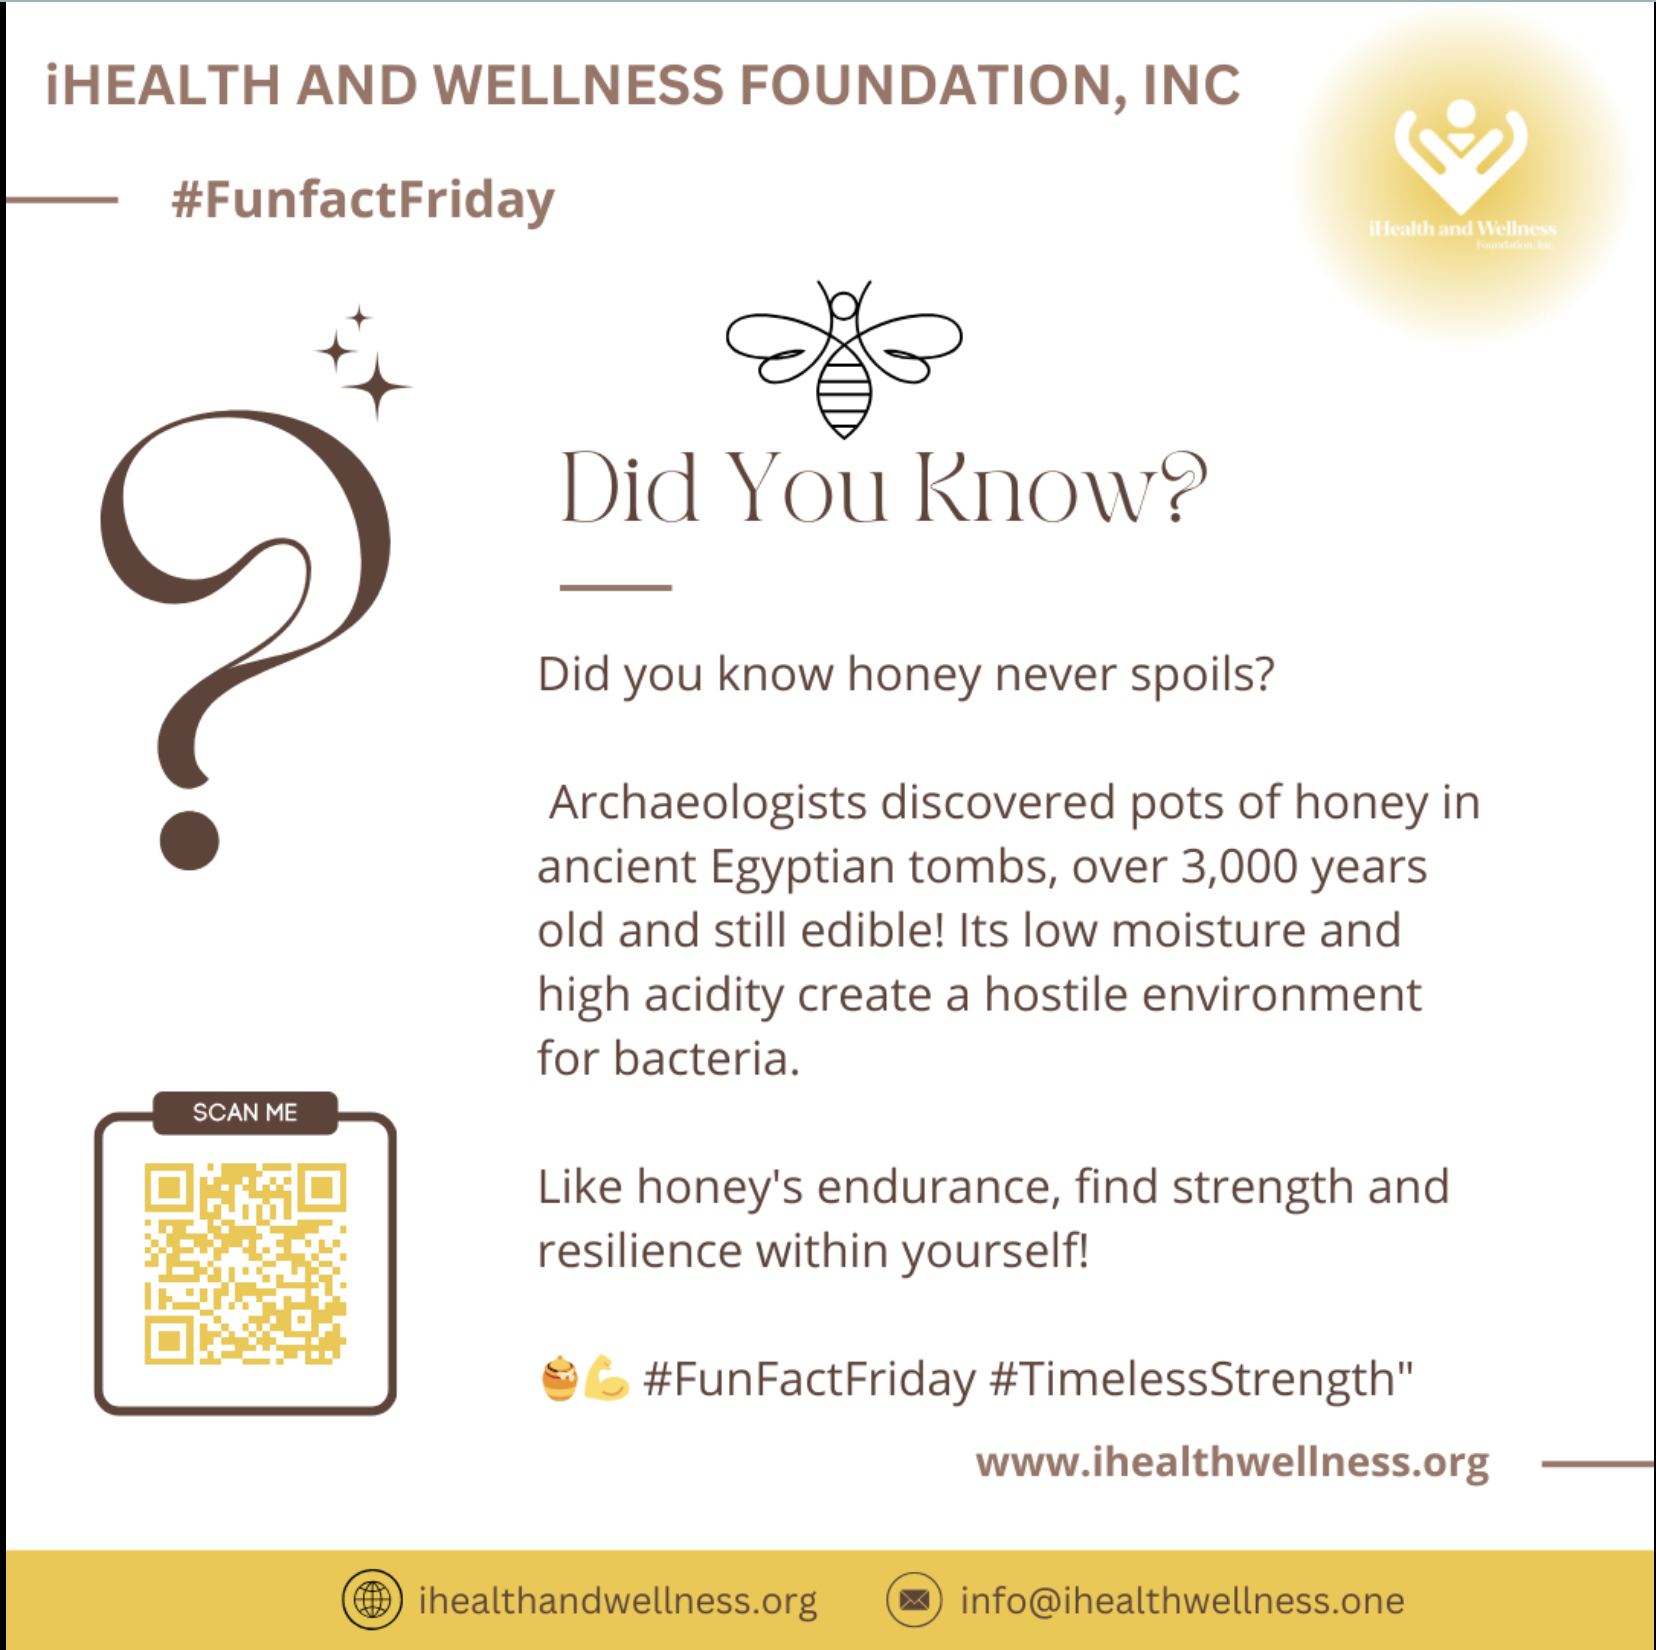 iHEALTH AND WELLNESS FOUNDATION, INC
iHealth and Wellness
Foundation, Inc.
#FunfactFriday
Did You Know?
Did you know honey never spoils?
Archaeologists discovered pots of honey in
ancient Egyptian tombs, over 3,000 years
old and still edible! Its low moisture and
high acidity create a hostile environment
for bacteria.
SCAN ME
Like honey's endurance, find strength and
resilience within yourself!
🍯💪 #FunFactFriday #TimelessStrength"
www.ihealthwellness.org
ihealthandwellness.org
info@ihealthwellness.one